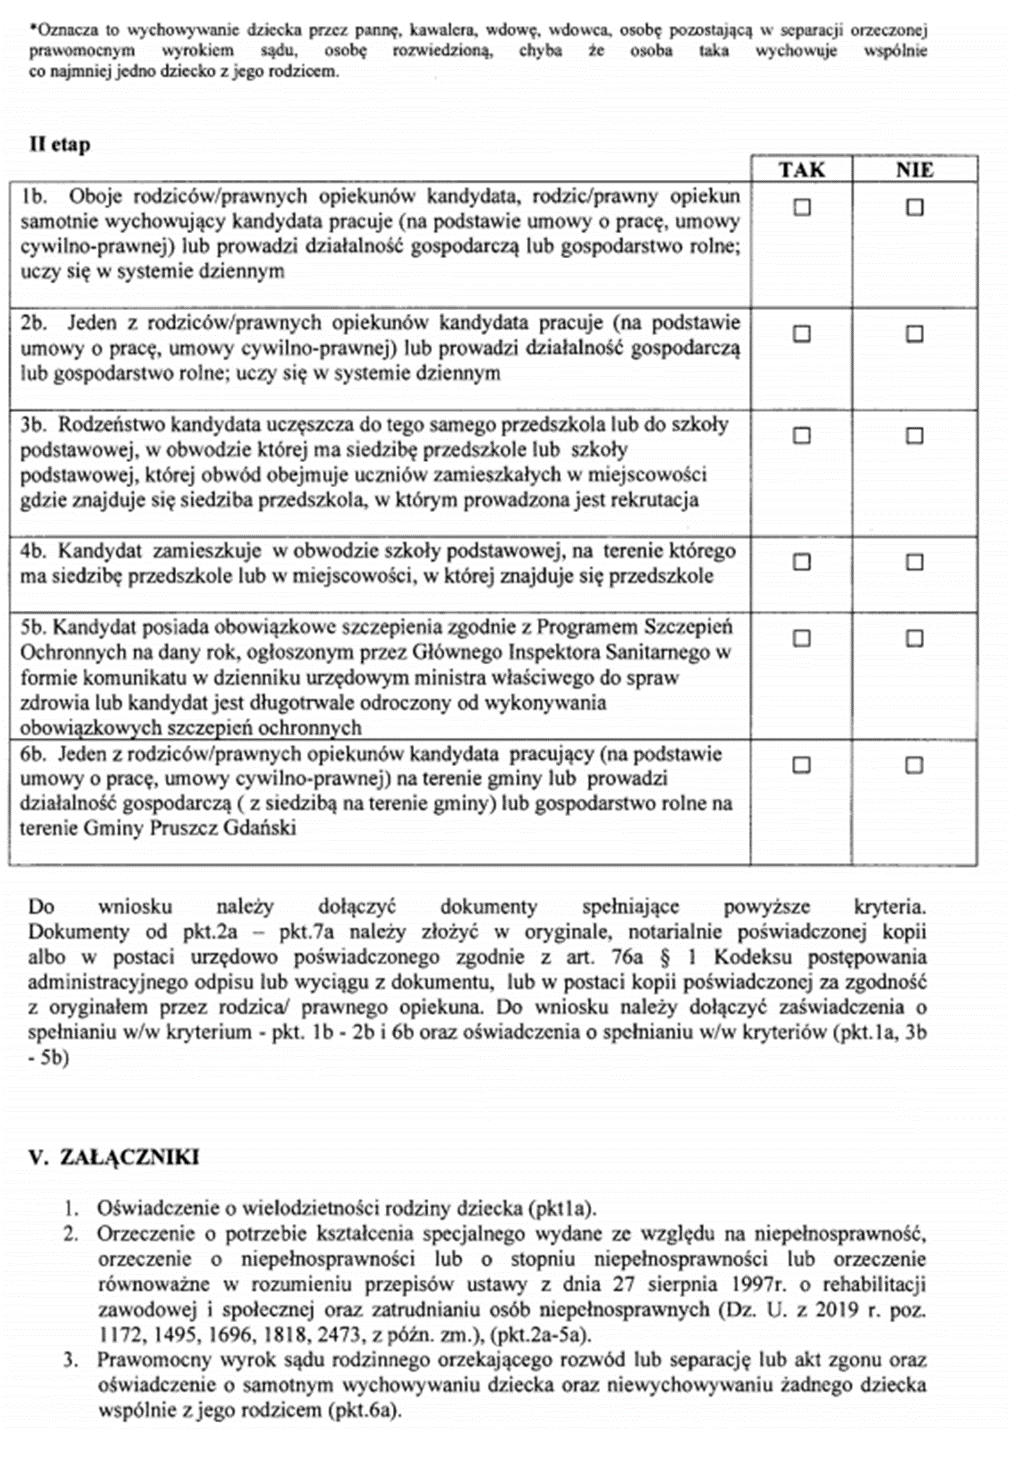 *Oznacza to wychowywanie dziecka przez pannę, kawalera, wdowę, wdowca, osobę pozostającą w separacji orzeczonej
prawomocnym wyrokiem sądu, osobę rozwiedzioną, chyba że osoba taka wychowuje wspólnie
co najmniej jedno dziecko z jego rodzicem.
II etap
TAK NIE
1b. Oboje rodziców/prawnych opiekunów kandydata, rodzic/prawny opiekun
samotnie wychowujący kandydata pracuje (na podstawie umowy o pracę, umowy
cywilno-prawnej) lub prowadzi działalność gospodarczą lub gospodarstwo rolne;
uczy się w systemie dziennym
2b. Jeden z rodziców/prawnych opiekunów kandydata pracuje (na podstawie
umowy o pracę, umowy cywilno-prawnej) lub prowadzi działalność gospodarczą
lub gospodarstwo rolne; uczy się w systemie dziennym
3b. Rodzeństwo kandydata uczęszcza do tego samego przedszkola lub do szkoły
podstawowej, w obwodzie której ma siedzibę przedszkole lub szkoły
podstawowej, której obwód obejmuje uczniów zamieszkałych w miejscowości
gdzie znajduje się siedziba przedszkola, w którym prowadzona jest rekrutacja
4b. Kandydat zamieszkuje w obwodzie szkoły podstawowej, na terenie którego
ma siedzibę przedszkole lub w miejscowości, w której znajduje się przedszkole
5b. Kandydat posiada obowiązkowe szczepienia zgodnie z Programem Szczepień
Ochronnych na dany rok, ogłoszonym przez Głównego Inspektora Sanitarnego w
formie komunikatu w dzienniku urzędowym ministra właściwego do spraw
zdrowia lub kandydat jest długotrwale odroczony od wykonywania
obowiązkowych szczepień ochronnych
6b. Jeden z rodziców/prawnych opiekunów kandydata pracujący (na podstawie
umowy o pracę, umowy cywilno-prawnej) na terenie gminy lub prowadzi
działalność gospodarczą ( z siedzibą na terenie gminy) lub gospodarstwo rolne na
terenie Gminy Pruszcz Gdański
Do wniosku należy dołączyć dokumenty spełniające powyższe kryteria.
Dokumenty od pkt.2a – pkt.7a należy złożyć w oryginale, notarialnie poświadczonej kopii
albo w postaci urzędowo poświadczonego zgodnie z art. 76a § 1 Kodeksu postępowania
administracyjnego odpisu lub wyciągu z dokumentu, lub w postaci kopii poświadczonej za zgodność
z oryginałem przez rodzica/ prawnego opiekuna. Do wniosku należy dołączyć zaświadczenia o
spełnianiu w/w kryterium - pkt. 1b - 2b i 6b oraz oświadczenia o spełnianiu w/w kryteriów (pkt.1a, 3b
- 5b)
V. ZAŁĄCZNIKI
1. Oświadczenie o wielodzietności rodziny dziecka (pkt1a).
2. Orzeczenie o potrzebie kształcenia specjalnego wydane ze względu na niepełnosprawność,
orzeczenie o niepełnosprawności lub o stopniu niepełnosprawności lub orzeczenie
równoważne w rozumieniu przepisów ustawy z dnia 27 sierpnia 1997r. o rehabilitacji
zawodowej i społecznej oraz zatrudnianiu osób niepełnosprawnych (Dz. U. z 2019 r. poz.
1172, 1495, 1696, 1818, 2473, z późn. zm.), (pkt.2a-5a).
3. Prawomocny wyrok sądu rodzinnego orzekającego rozwód lub separację lub akt zgonu oraz
oświadczenie o samotnym wychowywaniu dziecka oraz niewychowywaniu żadnego dziecka
wspólnie z jego rodzicem (pkt.6a).